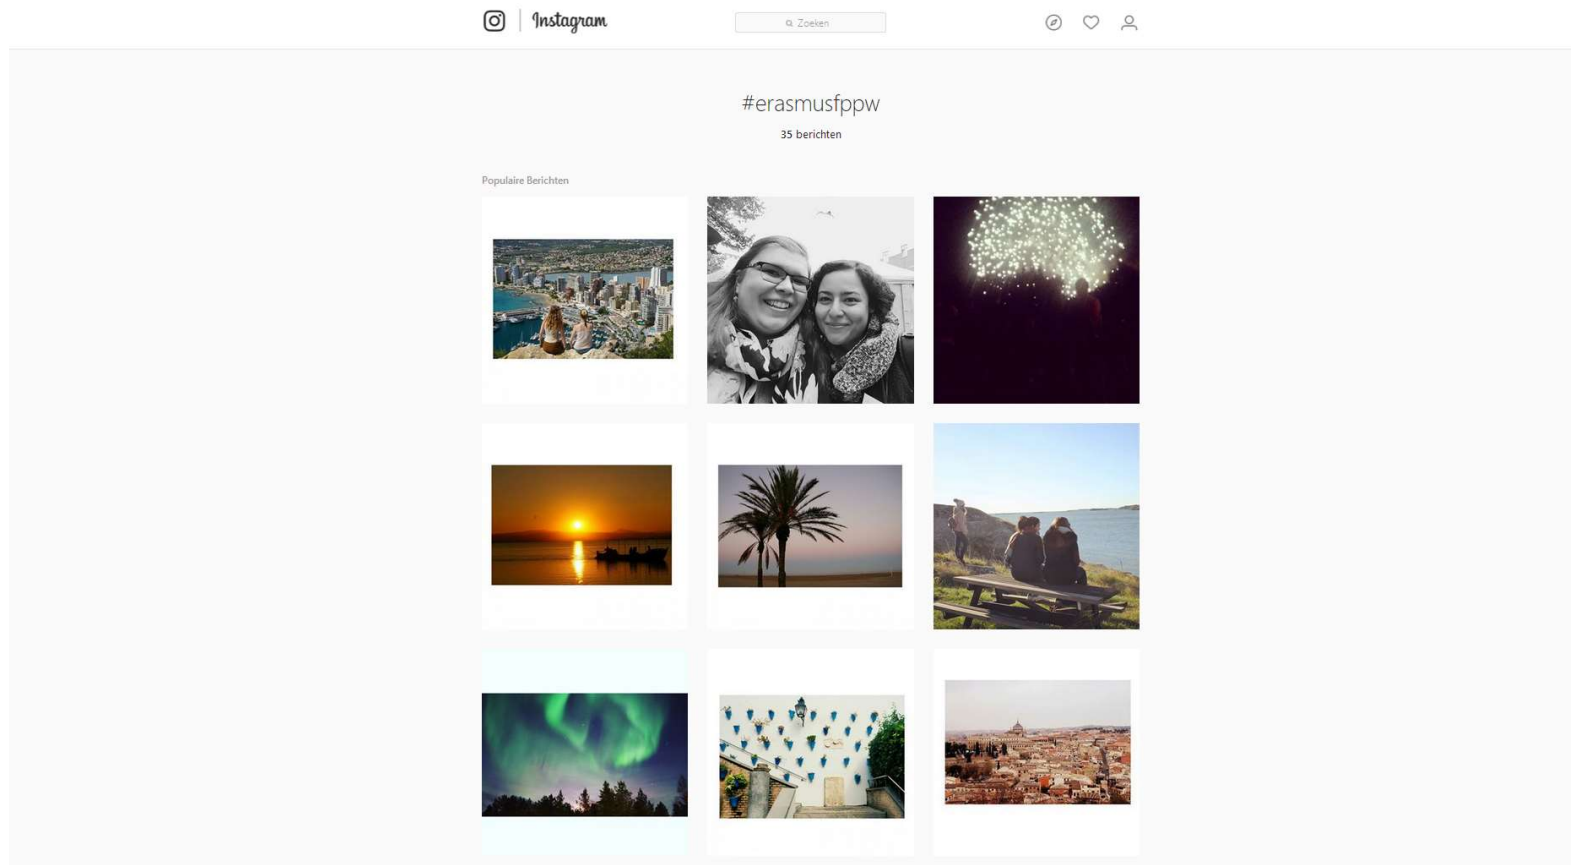 Instagram
Zoeken
#erasmusfppw
35 berichten
Populaire Berichten